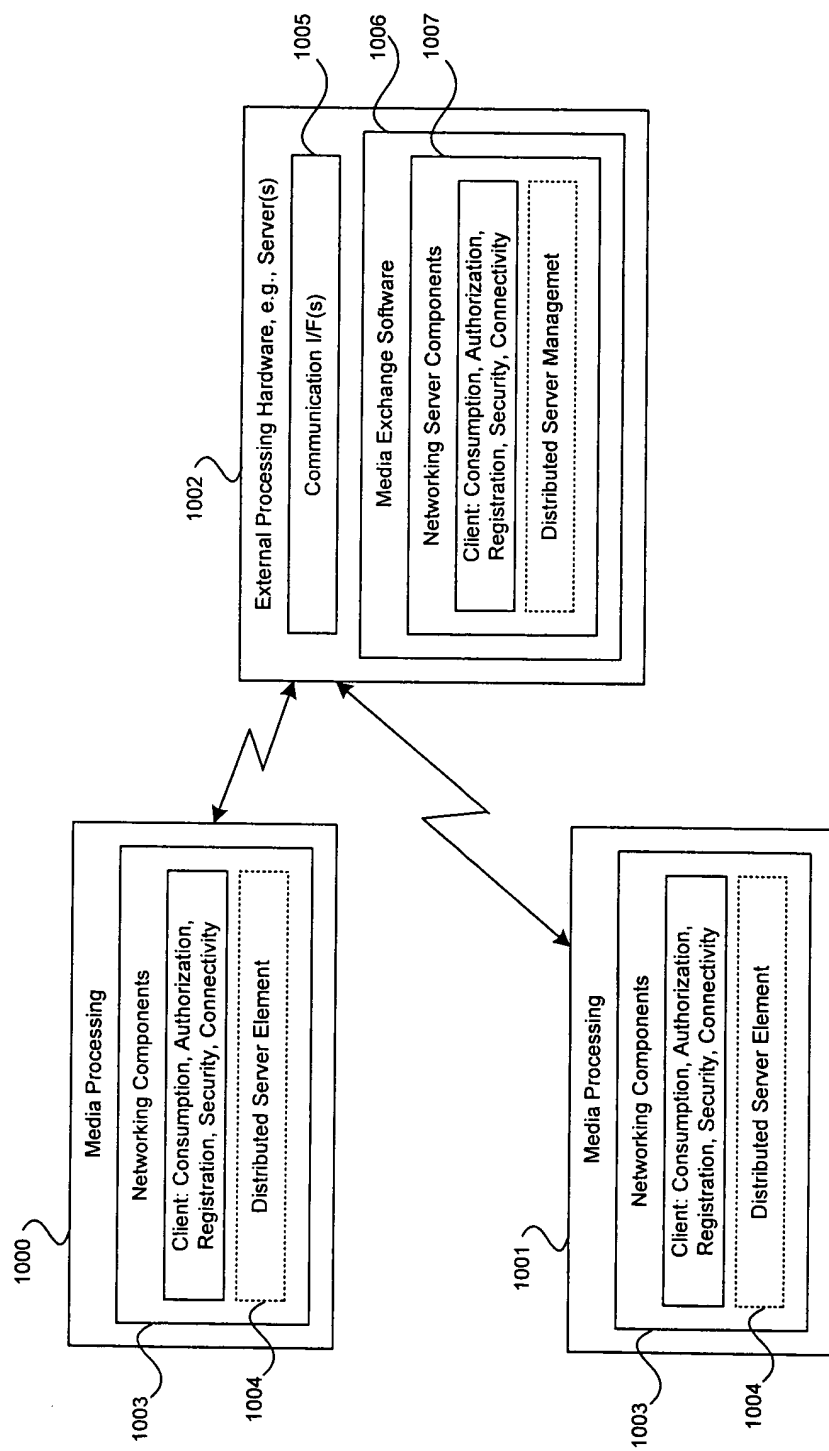 1000
Media Processing
Networking Components
Client: Consumption, Authorization,
Registration, Security, Connectivity
Distributed Server Element
1003
1004
1001
Media Processing
Networking Components
Client: Consumption, Authorization,
Registration, Security, Connectivity
Distributed Server Element
1003
1004
1002
External Processing Hardware, e.g., Server(s)
Communication I/F(s)
1005
Media Exchange Software
1006
Networking Server Components
1007
Client: Consumption, Authorization,
Registration, Security, Connectivity
Distributed Server Managemet